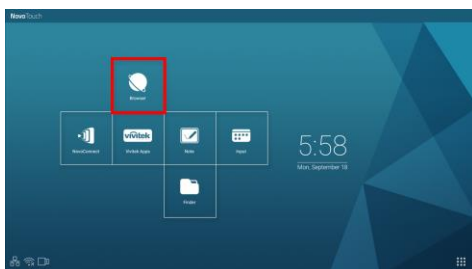 NovoTouch
Browser
NovoConnect
vivitek
Vivitek Apps
Note
Input
Finder
5:58
Mon, September 18